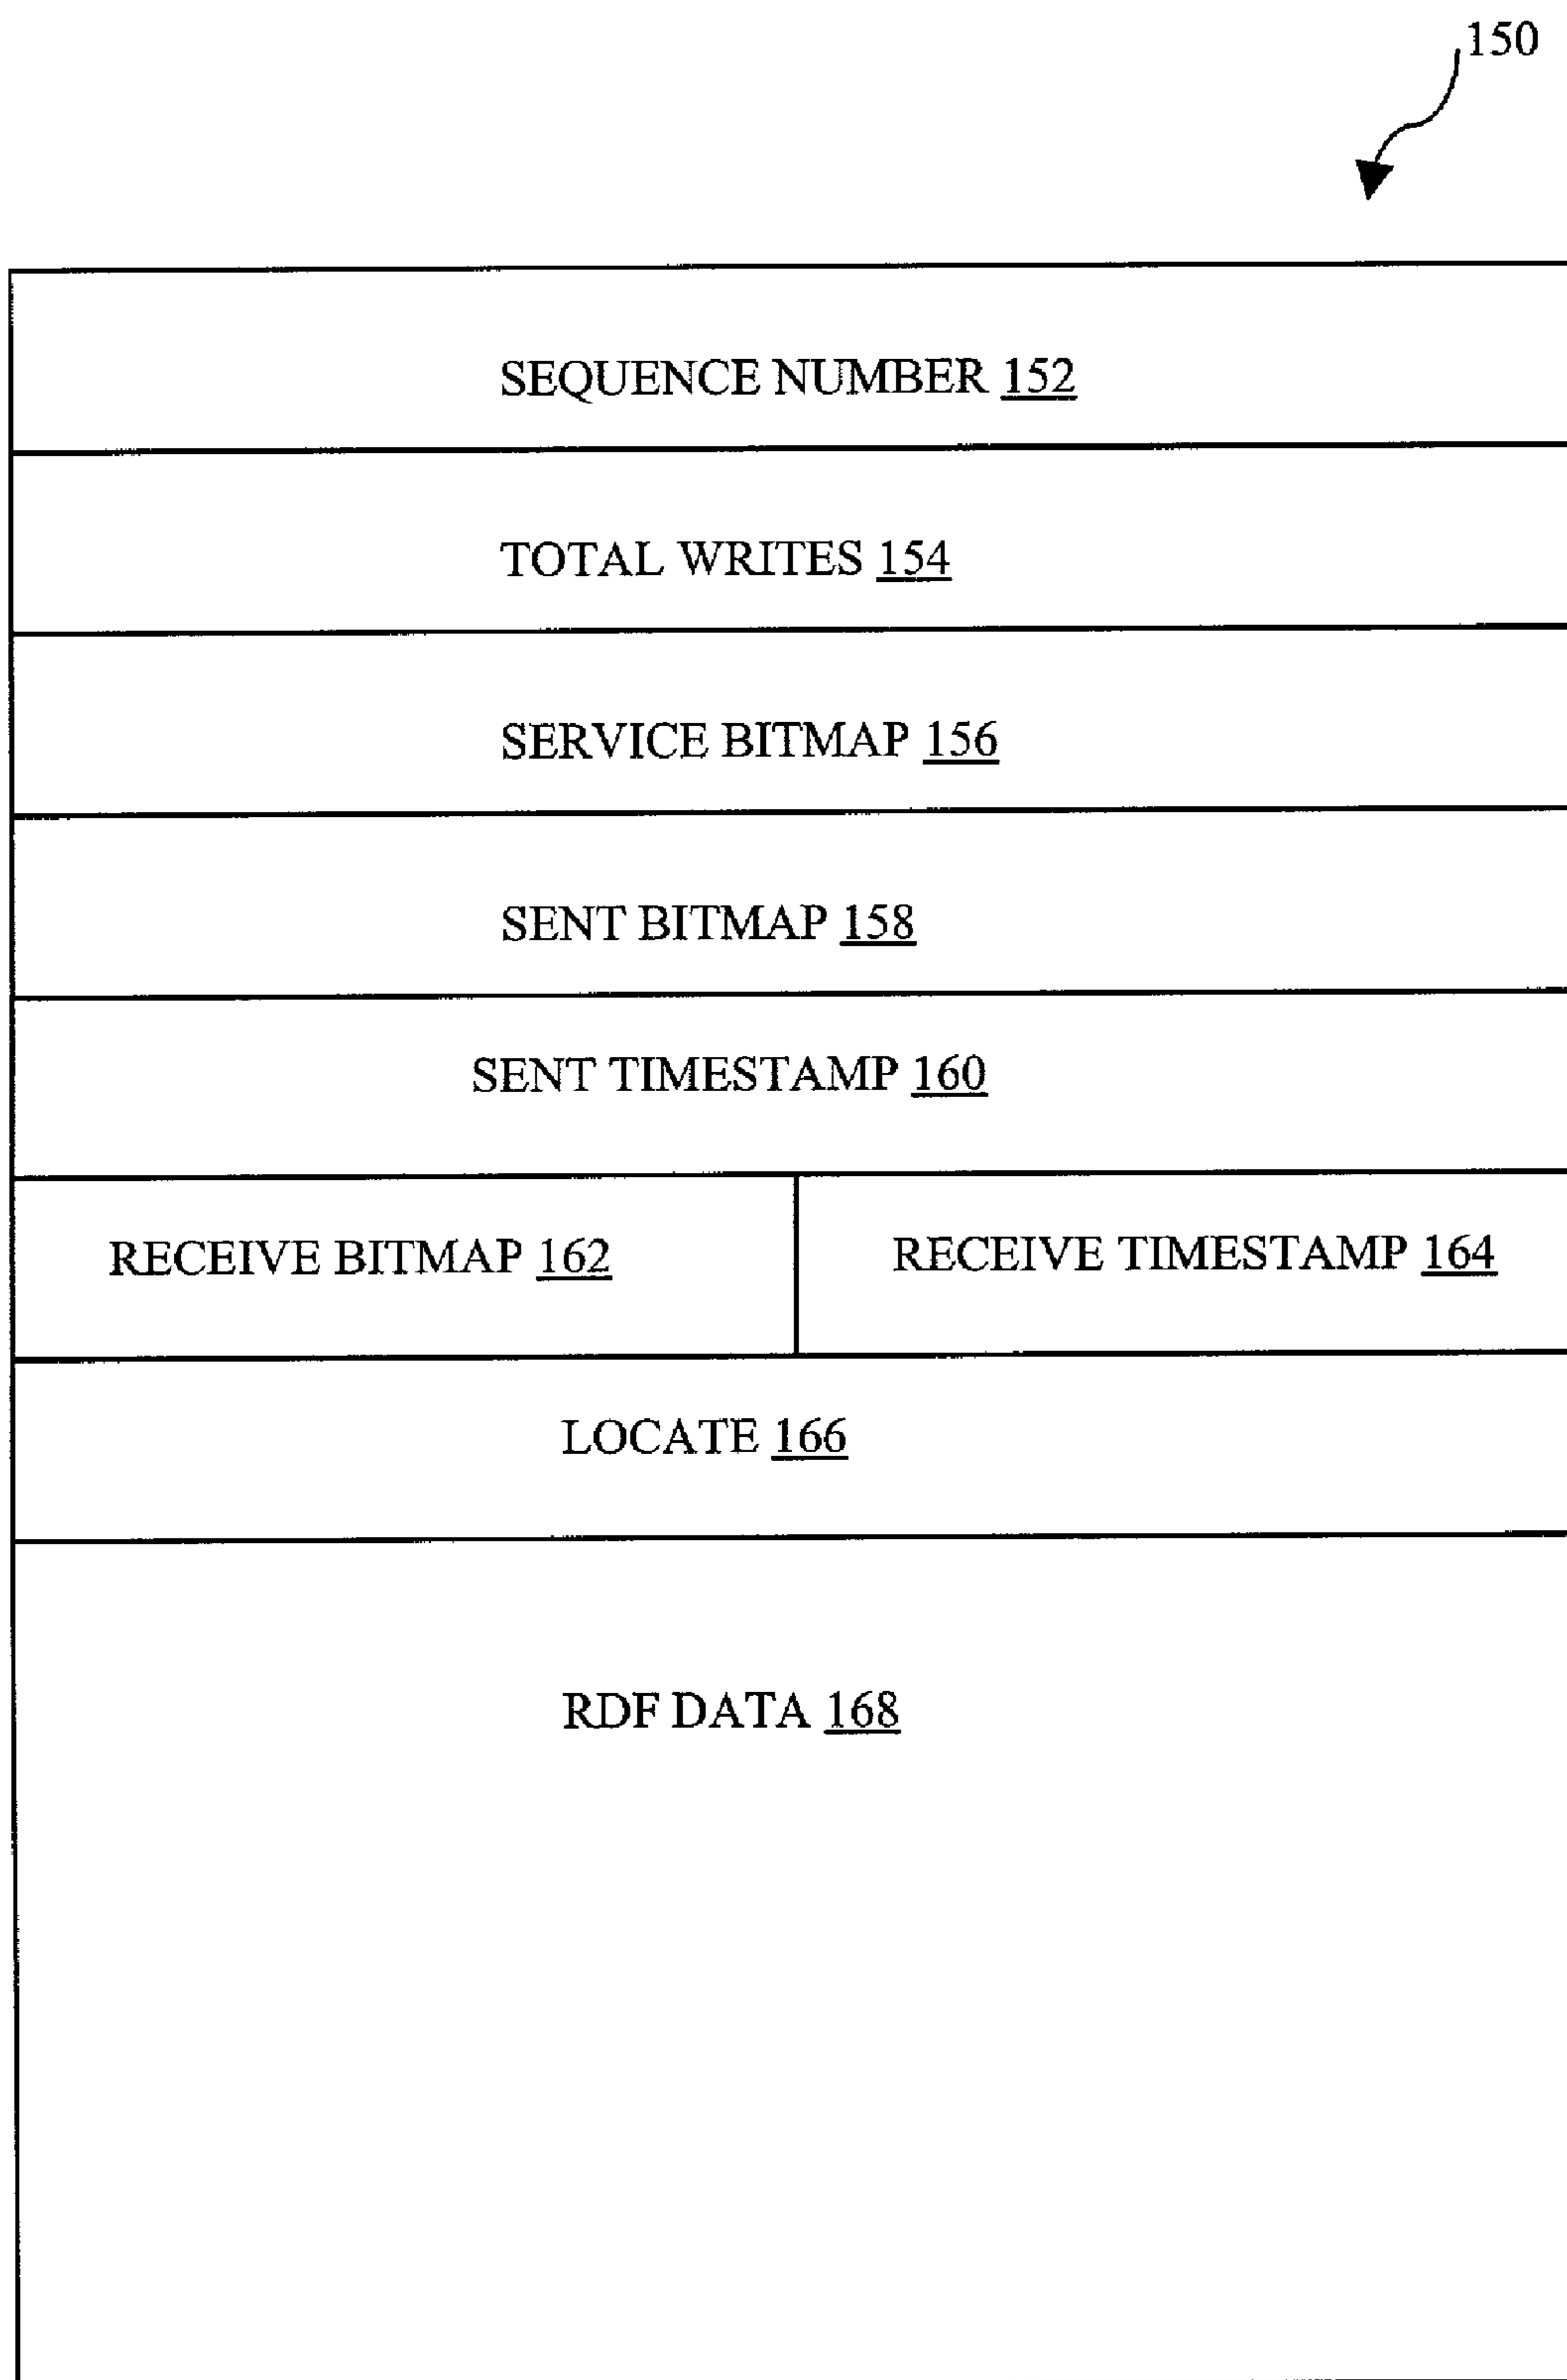 150
SEQUENCE NUMBER 152
TOTAL WRITES 154
SERVICE BITMAP 156
SENT BITMAP 158
SENT TIMESTAMP 160
RECEIVE BITMAP 162
RECEIVE TIMESTAMP 164
LOCATE 166
RDF DATA 168